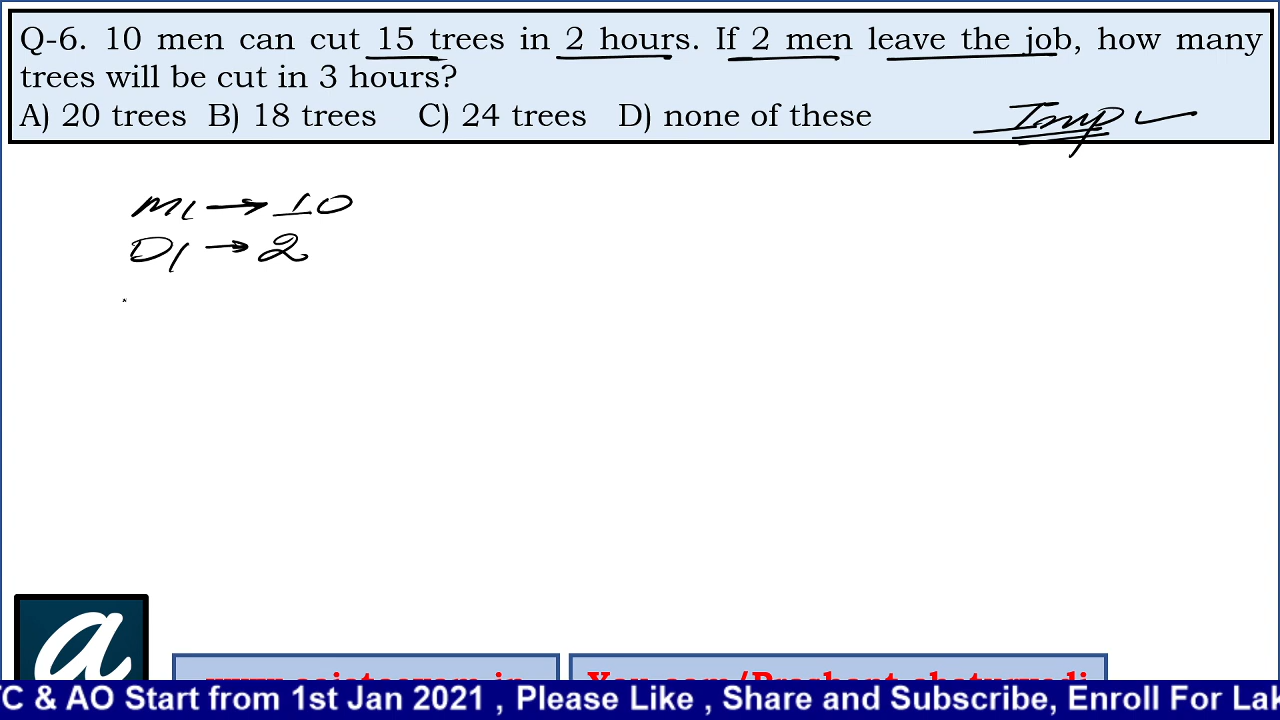 Q-6. 10 men can cut 15 trees in 2 hours. If 2 men leave the job, how many
trees will be cut in 3 hours?
A) 20 trees B) 18 trees C) 24 trees D) none of these
Imp
M1 → 10
D1 → 2
a
TC & AO Start from 1st Jan 2021 , Please Like , Share and Subscribe, Enroll For Lal